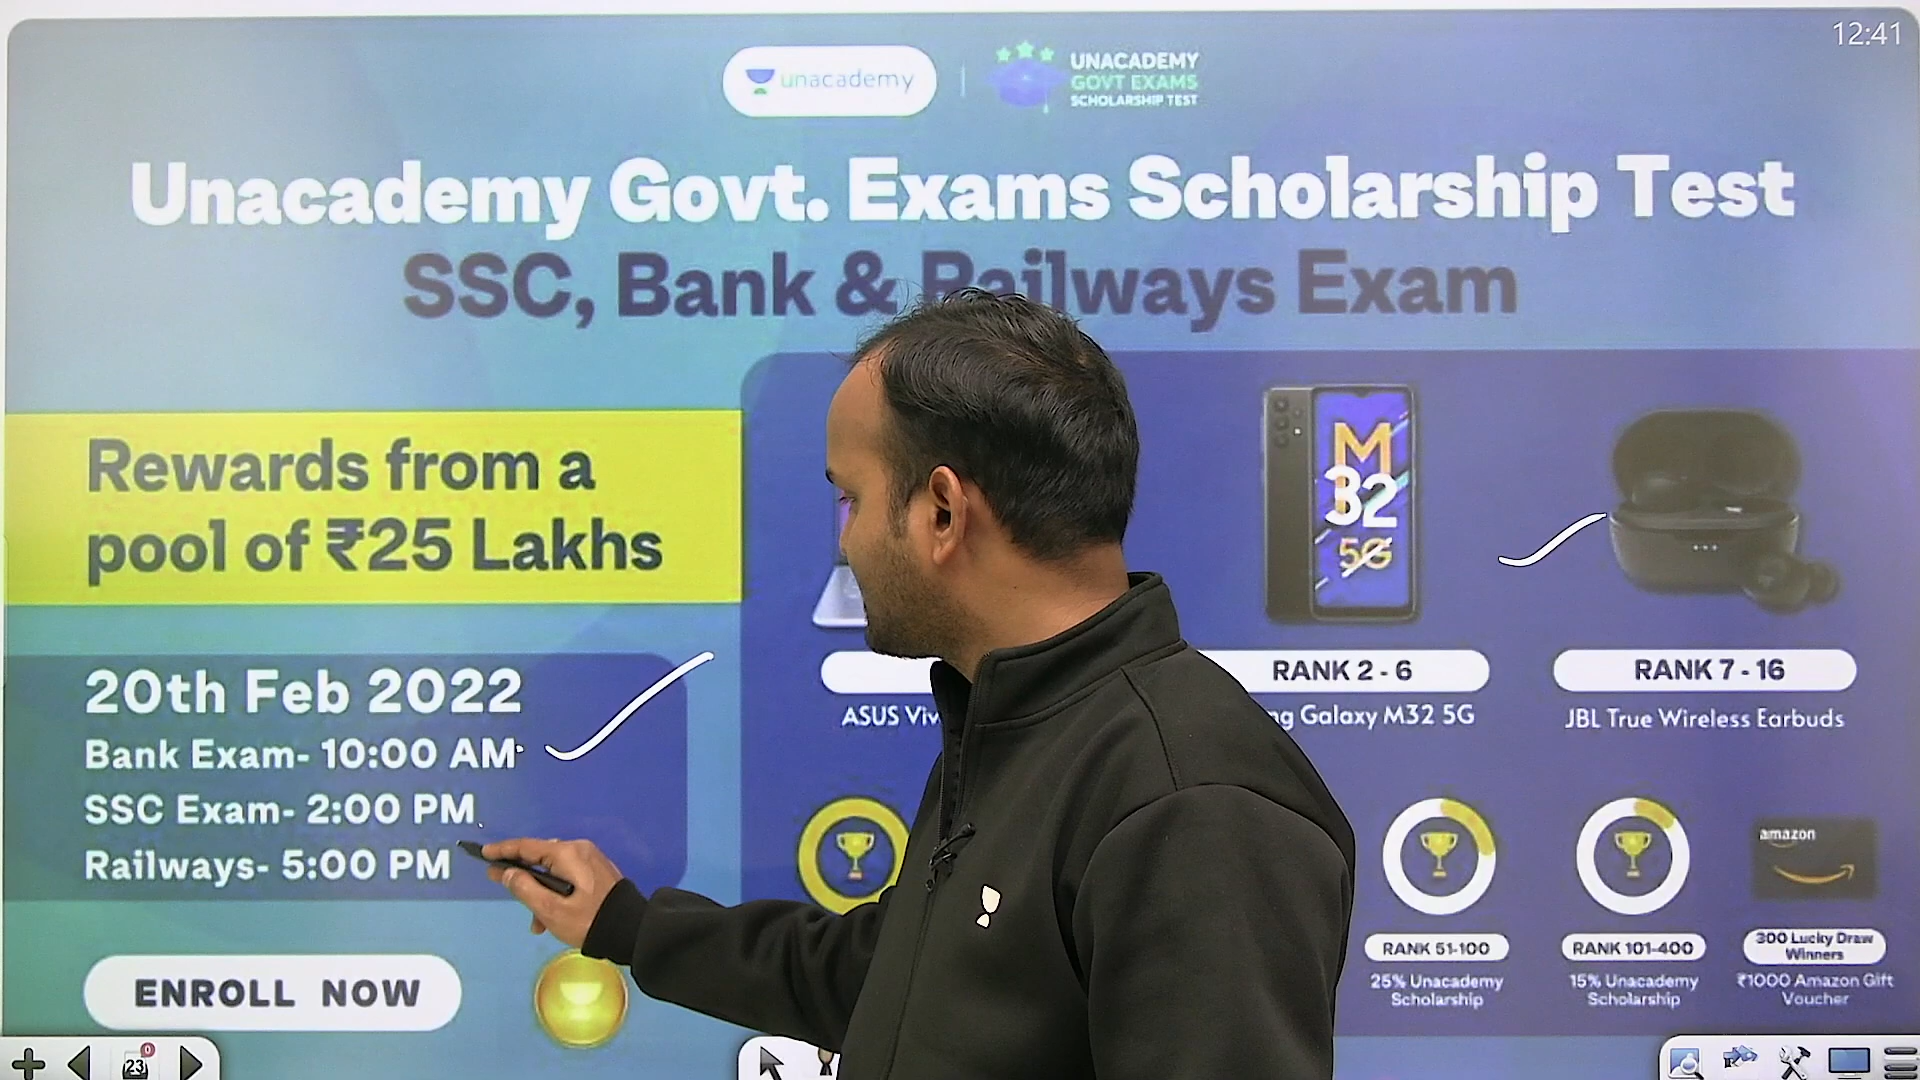 12:41
unacademy
UNACADEMY
GOVT EXAMS
SCHOLARSHIP TEST
Unacademy Govt. Exams Scholarship Test
SSC, Bank & Railways Exam
Rewards from a
pool of ₹25 Lakhs
20th Feb 2022
Bank Exam- 10:00 AM
SSC Exam- 2:00 PM
Railways- 5:00 PM
ENROLL NOW
M
32
5G
ASUS
RANK 2 - 6
Galaxy M32 5G
RANK 7 - 16
JBL True Wireless Earbuds
RANK 51-100
25% Unacademy
Scholarship
RANK 101-400
15% Unacademy
Scholarship
amazon
300 Lucky Draw
Winners
₹1000 Amazon Gift
Voucher
23
0